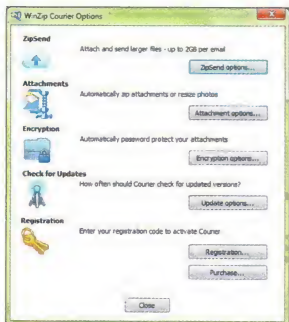 WinZip Courier Options
ZipSend
Attach and send larger files - up to 2GB per email
ZipSend options...
Attachments
Automatically zip attachments or resize photos
Attachment options...
Encryption
Automatically password protect your attachments
Encryption options...
Check for Updates
How often should Courier check for updated versions?
Update options...
Registration
Enter your registration code to activate Courier
Registration...
Purchase...
Close